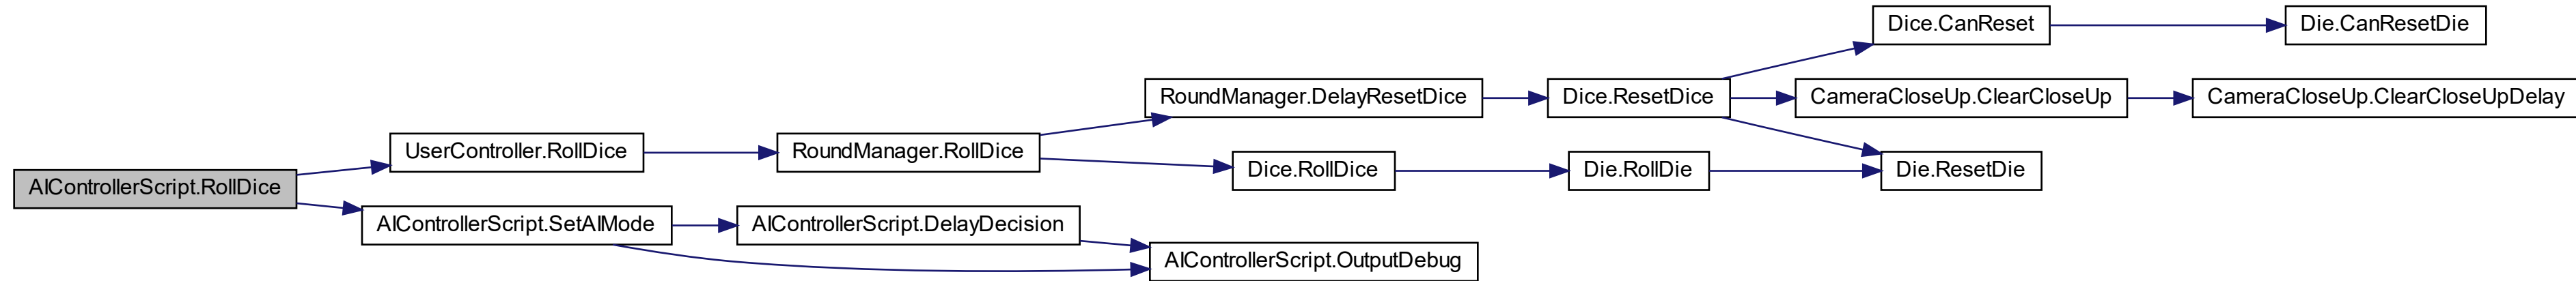 Dice.CanReset
Die.CanResetDie
RoundManager.DelayResetDice
Dice.ResetDice
CameraCloseUp.ClearCloseUp
CameraCloseUp.ClearCloseUpDelay
UserController.RollDice
RoundManager.RollDice
Dice.RollDice
Die.RollDie
Die.ResetDie
AIControllerScript.RollDice
AIControllerScript.SetAIMode
AIControllerScript.DelayDecision
AIControllerScript.OutputDebug